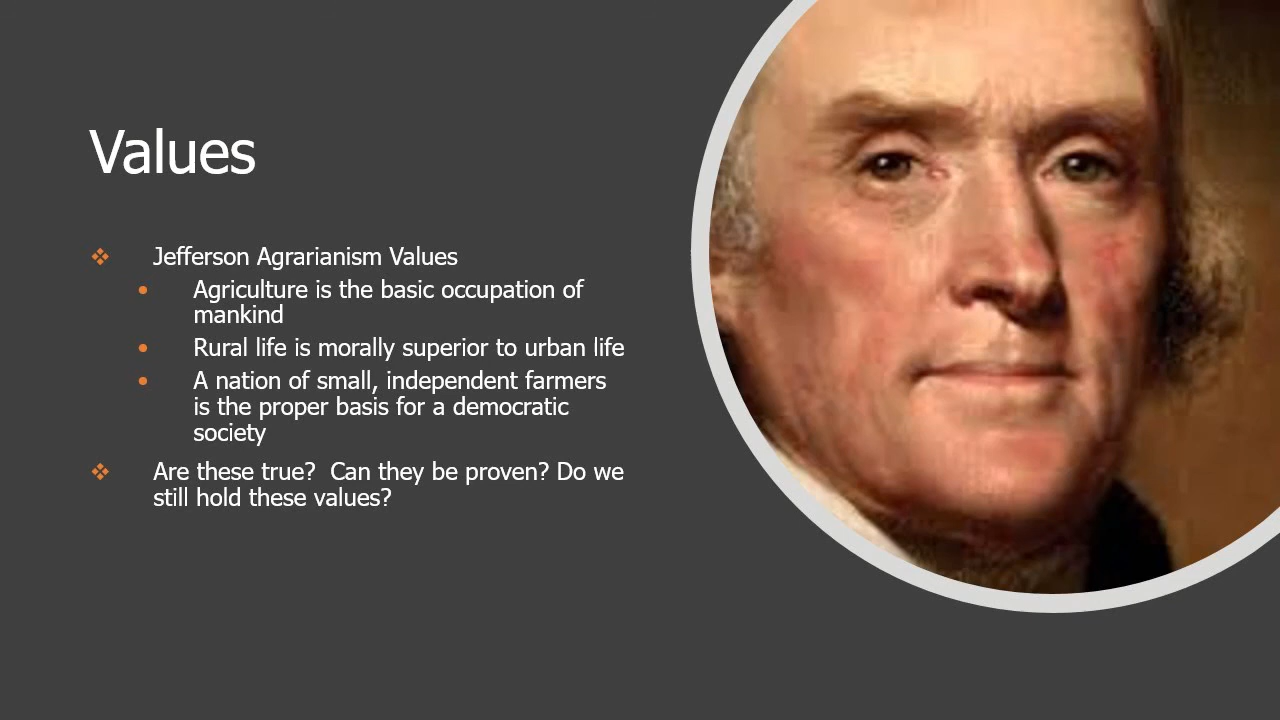 Values
Jefferson Agrarianism Values
Agriculture is the basic occupation of
mankind
Rural life is morally superior to urban life
A nation of small, independent farmers
is the proper basis for a democratic
society
Are these true?  Can they be proven? Do we
still hold these values?